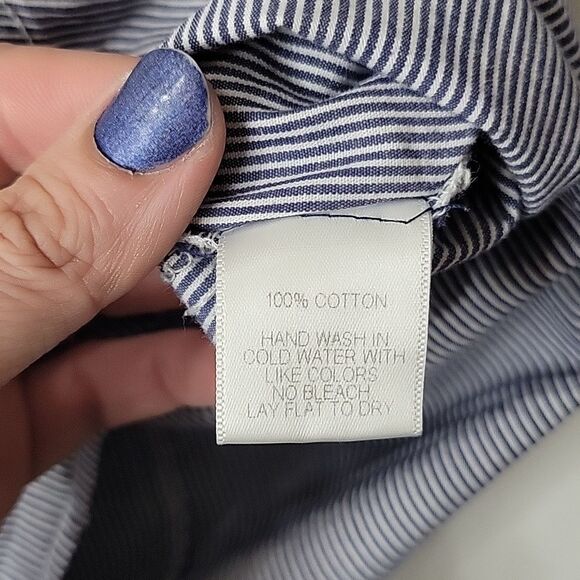 100% COTTON
HAND WASH IN
COLD WATER WITH
LIKE COLORS
NO BLEACH
LAY FLAT TO DRY